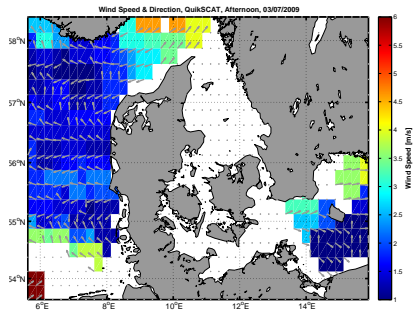 Wind Speed & Direction, QuikSCAT, Afternoon, 03/07/2009
58°N
57°N
56°N
55°N
54°N
6°E 8°E 10°E 12°E 14°E
6
5.5
5
4.5
4
3.5
3
2.5
2
1.5
1
Wind Speed [m/s]